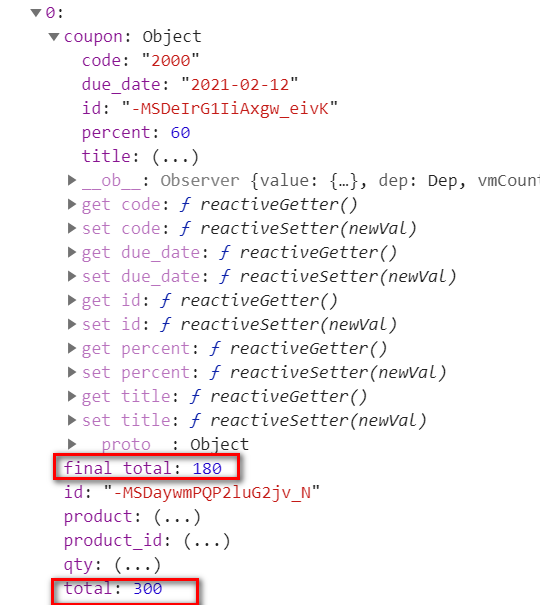 0:
coupon: Object
code: "2000"
due_date: "2021-02-12"
id: "-MSDeIrG1IiAxgw_eivK"
percent: 60
title: (...)
__ob__: Observer {value: {…}, dep: Dep, vmCount
get code: ƒ reactiveGetter()
set code: ƒ reactiveSetter(newVal)
get due_date: ƒ reactiveGetter()
set due_date: ƒ reactiveSetter(newVal)
get id: ƒ reactiveGetter()
set id: ƒ reactiveSetter(newVal)
get percent: ƒ reactiveGetter()
set percent: ƒ reactiveSetter(newVal)
get title: ƒ reactiveGetter()
set title: ƒ reactiveSetter(newVal)
__proto__: Object
final_total: 180
id: "-MSDaywmPQP2luG2jv_N"
product: (...)
product_id: (...)
qty: (...)
total: 300